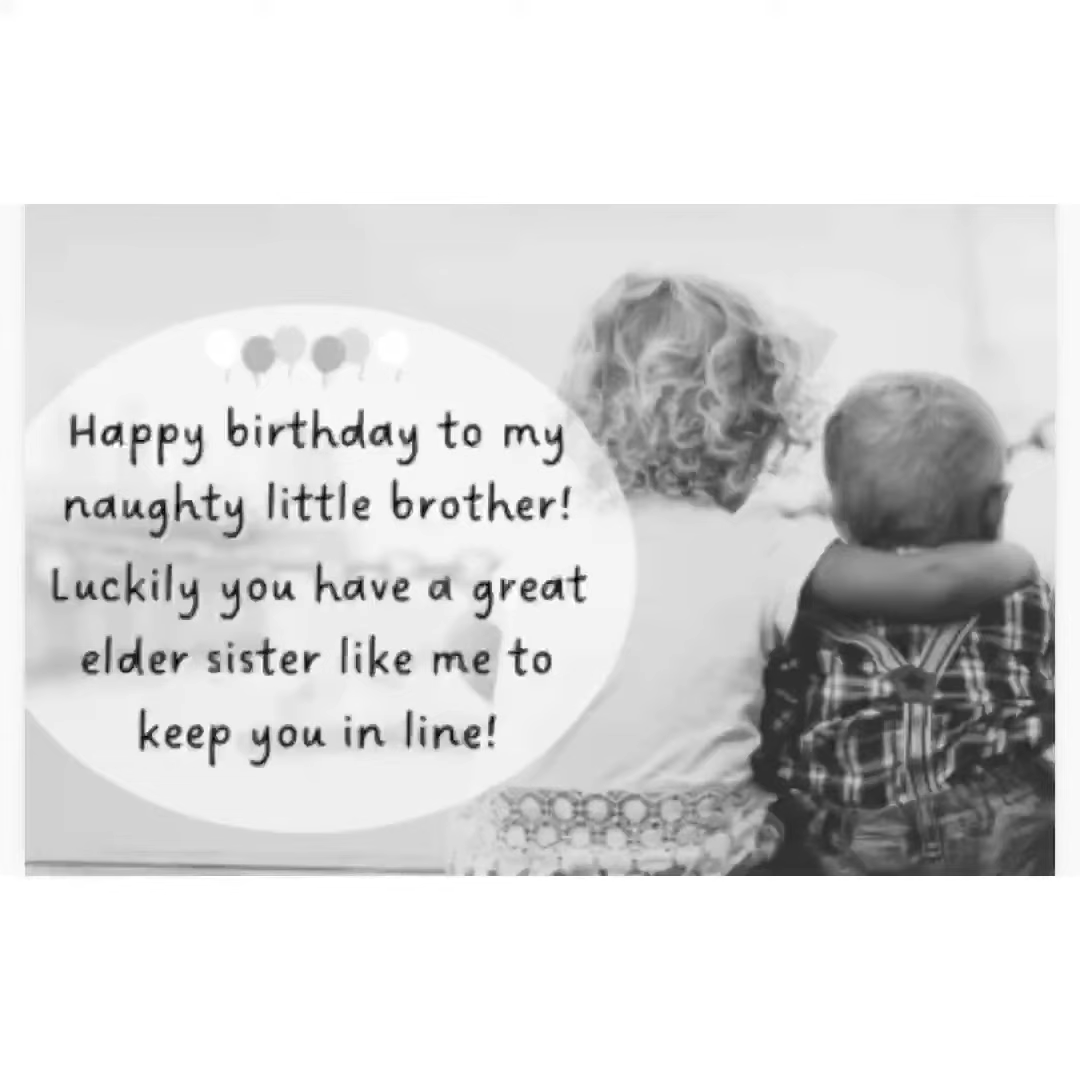 Happy birthday to my
naughty little brother!
Luckily you have a great
elder sister like me to
keep you in line!